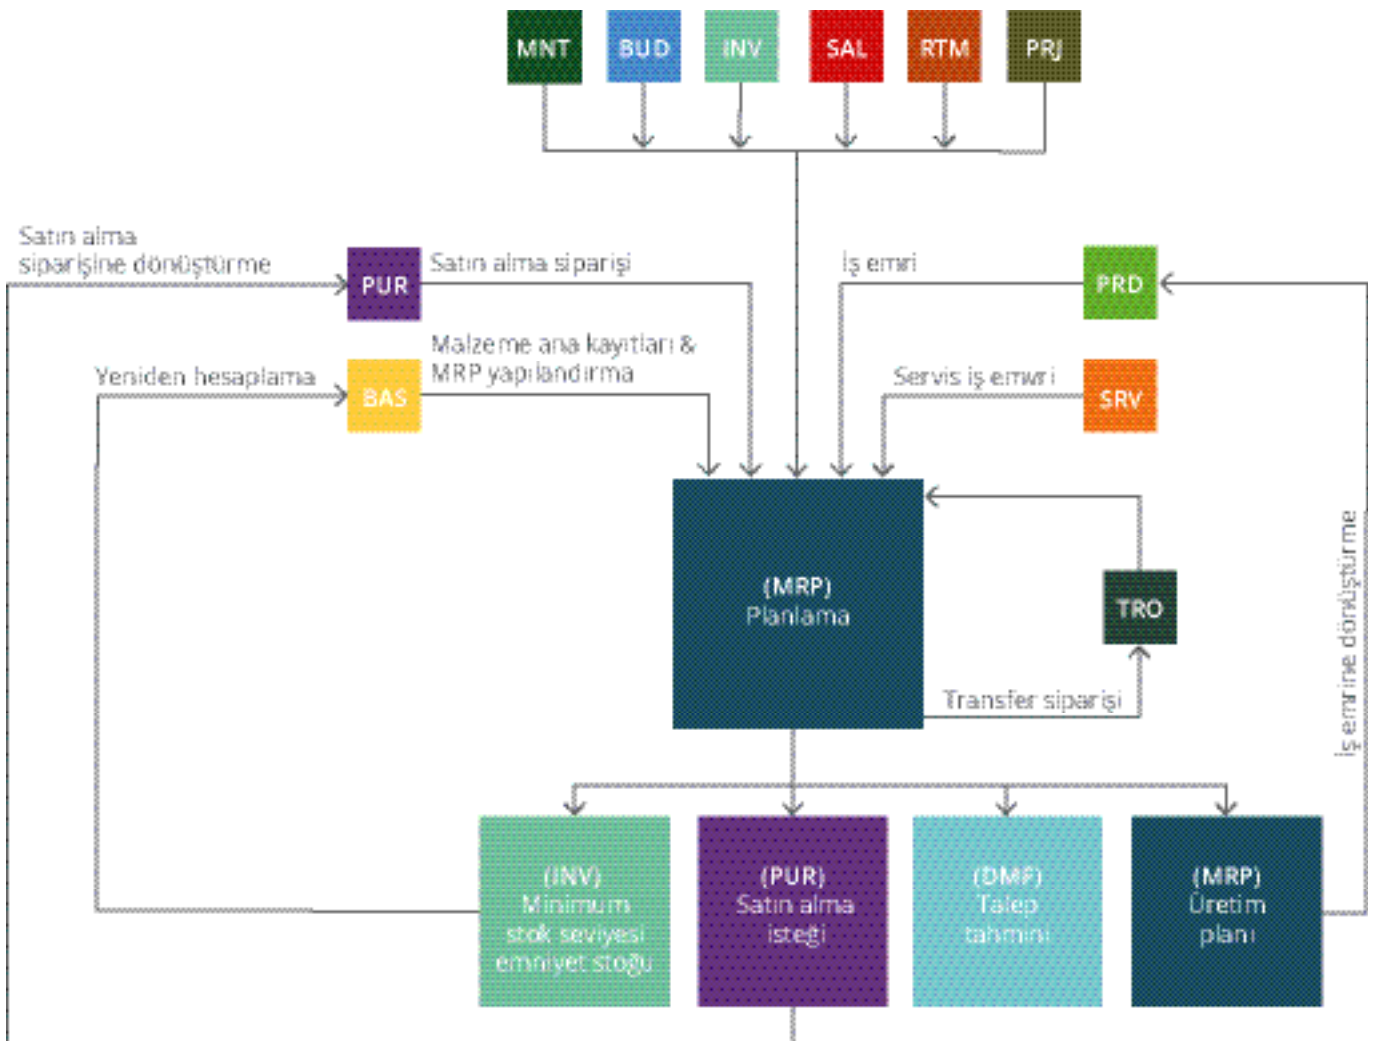 MNT
BUD
INV
SAL
RTM
PRJ
Satın alma
siparişine dönüştürme
PUR
Satın alma siparişi
İş emri
PRD
Yeniden hesaplama
BAS
Malzeme ana kayıtları &
MRP yapılandırma
Servis iş emwri
SRV
(MRP)
Planlama
TRO
Transfer siparişi
İş emrine dönüştürme
(INV)
Minimum
stok seviyesi
emniyet stoğu
(PUR)
Satın alma
isteği
(DMP)
Talep
tahmini
(MRP)
Üretim
planı